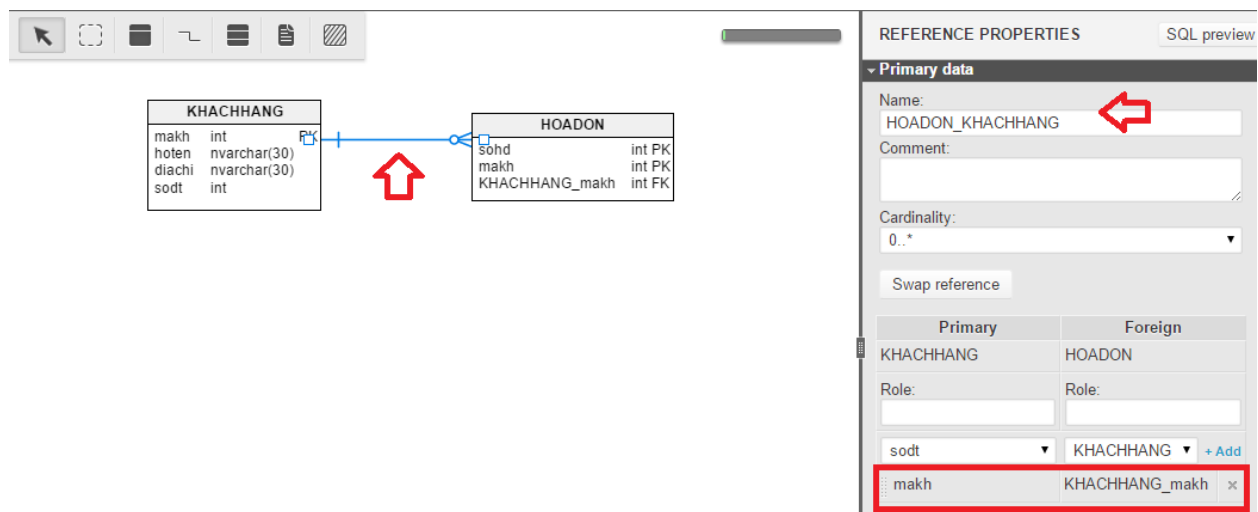 REFERENCE PROPERTIES
SQL preview
Primary data
Name:
HOADON_KHACHHANG
Comment:
Cardinality:
0..*
Swap reference
Primary Foreign
KHACHHANG HOADON
Role: Role:
sodt KHACHHANG + Add
makh KHACHHANG_makh ×
KHACHHANG
makh int PK
hoten nvarchar(30)
diachi nvarchar(30)
sodt int
HOADON
sohd int PK
makh int PK
KHACHHANG_makh int FK